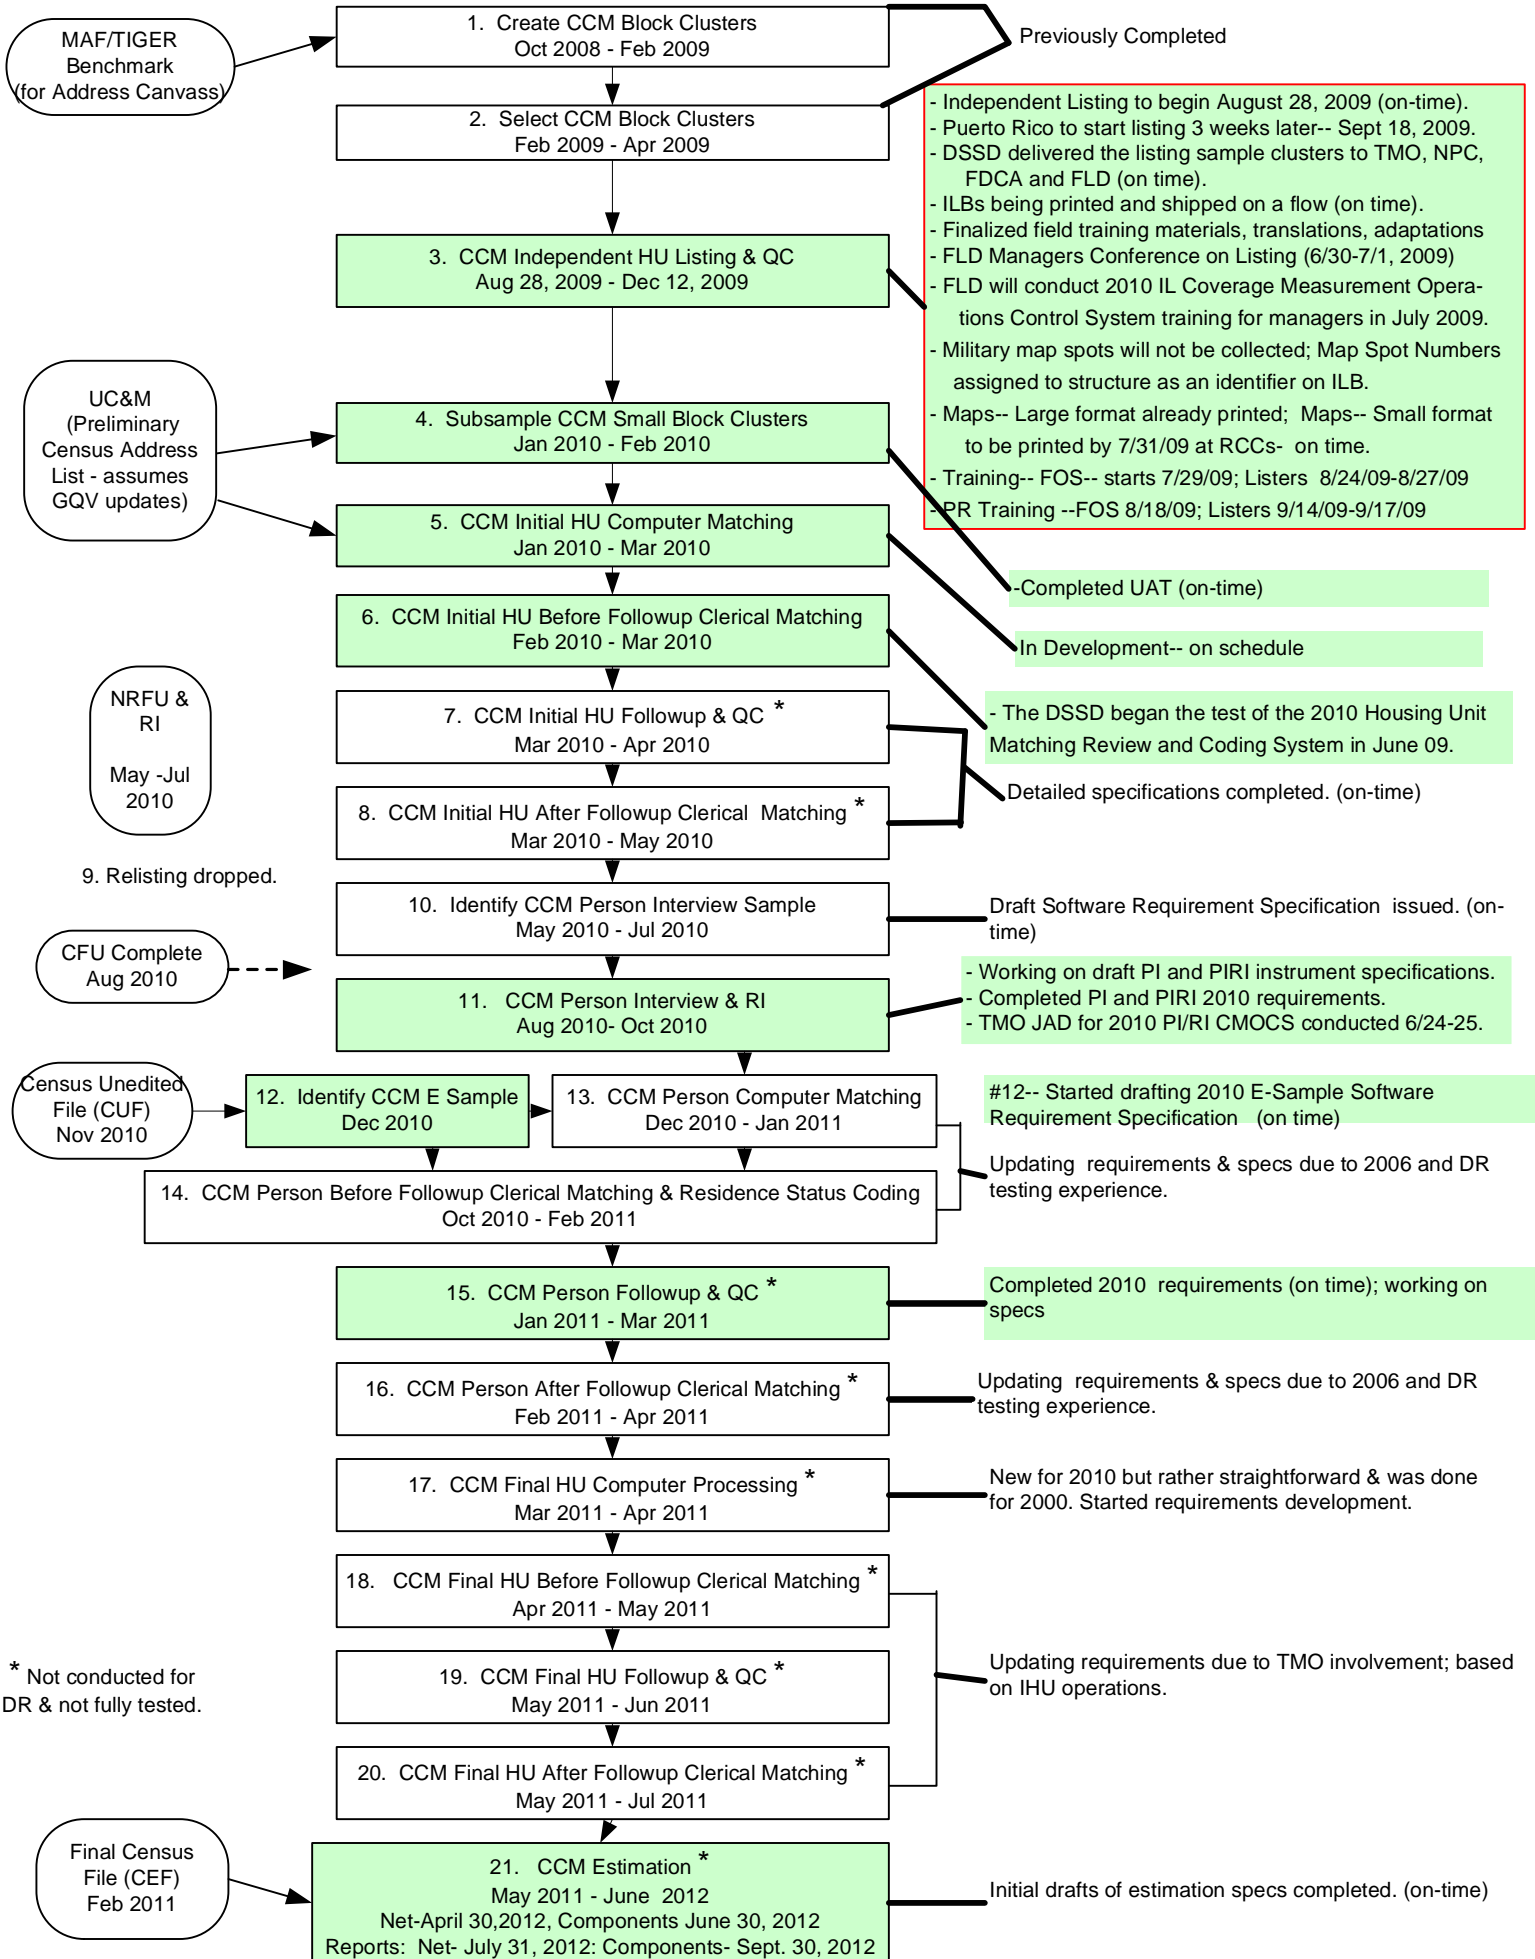 MAF/TIGER
Benchmark
(for Address Canvass)
1. Create CCM Block Clusters
Oct 2008 - Feb 2009
Previously Completed
2. Select CCM Block Clusters
Feb 2009 - Apr 2009
- Independent Listing to begin August 28, 2009 (on-time).
- Puerto Rico to start listing 3 weeks later-- Sept 18, 2009.
- DSSD delivered the listing sample clusters to TMO, NPC,
FDCA and FLD (on time).
- ILBs being printed and shipped on a flow (on time).
- Finalized field training materials, translations, adaptations
- FLD Managers Conference on Listing (6/30-7/1, 2009)
- FLD will conduct 2010 IL Coverage Measurement Opera-
tions Control System training for managers in July 2009.
- Military map spots will not be collected; Map Spot Numbers
assigned to structure as an identifier on ILB.
- Maps-- Large format already printed; Maps-- Small format
to be printed by 7/31/09 at RCCs- on time.
- Training-- FOS-- starts 7/29/09; Listers 8/24/09-8/27/09
- PR Training --FOS 8/18/09; Listers 9/14/09-9/17/09
3. CCM Independent HU Listing & QC
Aug 28, 2009 - Dec 12, 2009
UC&M
(Preliminary
Census Address
List - assumes
GQV updates)
4. Subsample CCM Small Block Clusters
Jan 2010 - Feb 2010
5. CCM Initial HU Computer Matching
Jan 2010 - Mar 2010
-Completed UAT (on-time)
6. CCM Initial HU Before Followup Clerical Matching
Feb 2010 - Mar 2010
In Development-- on schedule
NRFU &
RI
May -Jul
2010
7. CCM Initial HU Followup & QC *
Mar 2010 - Apr 2010
- The DSSD began the test of the 2010 Housing Unit
Matching Review and Coding System in June 09.
Detailed specifications completed. (on-time)
8. CCM Initial HU After Followup Clerical Matching *
Mar 2010 - May 2010
9. Relisting dropped.
10. Identify CCM Person Interview Sample
May 2010 - Jul 2010
Draft Software Requirement Specification issued. (on-
time)
CFU Complete
Aug 2010
11. CCM Person Interview & RI
Aug 2010- Oct 2010
- Working on draft PI and PIRI instrument specifications.
- Completed PI and PIRI 2010 requirements.
- TMO JAD for 2010 PI/RI CMOCS conducted 6/24-25.
Census Unedited
File (CUF)
Nov 2010
12. Identify CCM E Sample
Dec 2010
13. CCM Person Computer Matching
Dec 2010 - Jan 2011
#12-- Started drafting 2010 E-Sample Software
Requirement Specification (on time)
14. CCM Person Before Followup Clerical Matching & Residence Status Coding
Oct 2010 - Feb 2011
Updating requirements & specs due to 2006 and DR
testing experience.
15. CCM Person Followup & QC *
Jan 2011 - Mar 2011
Completed 2010 requirements (on time); working on
specs
16. CCM Person After Followup Clerical Matching *
Feb 2011 - Apr 2011
Updating requirements & specs due to 2006 and DR
testing experience.
17. CCM Final HU Computer Processing *
Mar 2011 - Apr 2011
New for 2010 but rather straightforward & was done
for 2000. Started requirements development.
18. CCM Final HU Before Followup Clerical Matching *
Apr 2011 - May 2011
* Not conducted for
DR & not fully tested.
19. CCM Final HU Followup & QC *
May 2011 - Jun 2011
Updating requirements due to TMO involvement; based
on IHU operations.
20. CCM Final HU After Followup Clerical Matching *
May 2011 - Jul 2011
Final Census
File (CEF)
Feb 2011
21. CCM Estimation *
May 2011 - June 2012
Net-April 30,2012, Components June 30, 2012
Reports: Net- July 31, 2012: Components- Sept. 30, 2012
Initial drafts of estimation specs completed. (on-time)